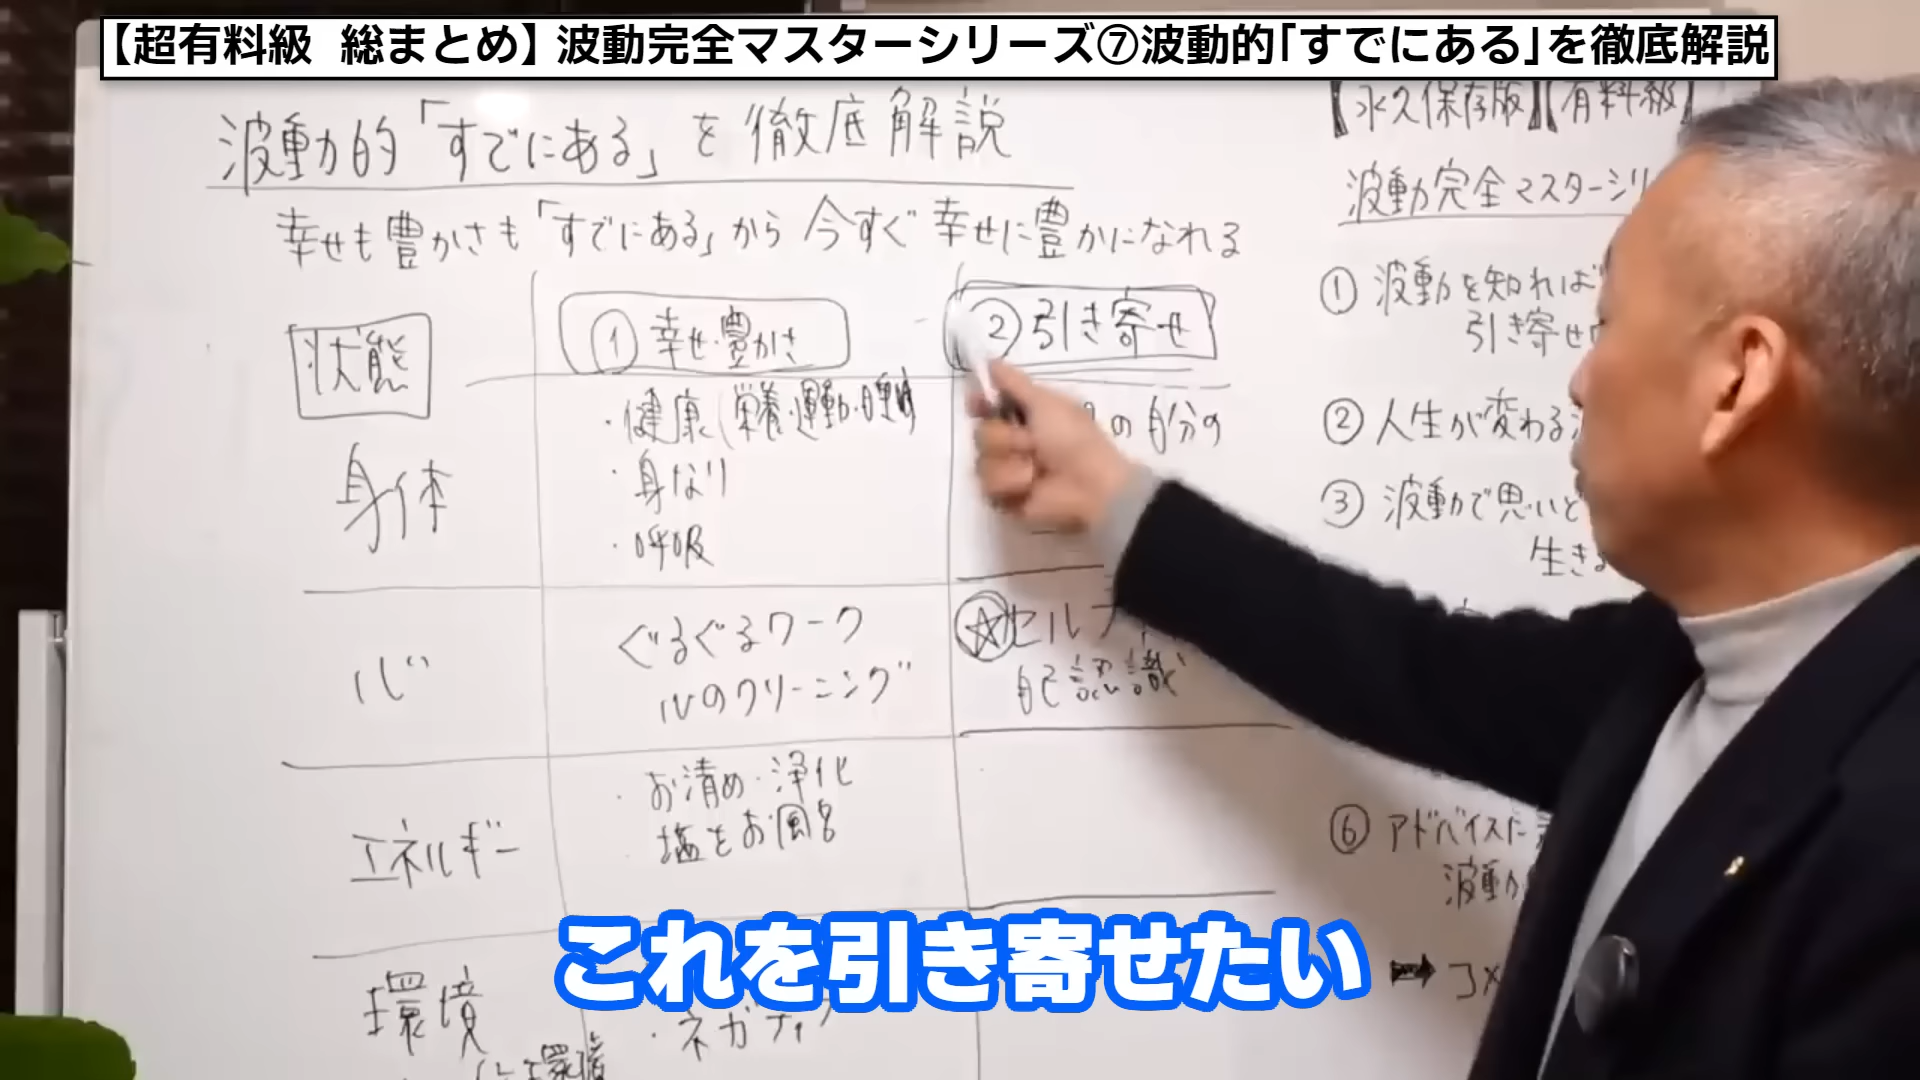 【超有料級 総まとめ】波動完全マスターシリーズ⑦波動的「すでにある」を徹底解説
波動的「すでにある」を徹底解説
幸せも豊かさも「すでにある」から今すぐ幸せに豊かになれる
状態
①幸せ・豊かさ
②引き寄せ
身体
・健康(栄養・運動・睡眠
・身なり
・呼吸
の自分の
心
ぐるぐるワーク
心のクリーニング
☆セルフ
自己認識
エネルギー
・お清め・浄化
塩とお風呂
環境
・ネガティブ
【永久保存版】【有料級】
波動完全マスターシリ
①波動を知れば
引き寄せ
②人生が変わる
③波動で思いど
生き
⑥アドバイス
波動
➡コメ
これを引き寄せたい